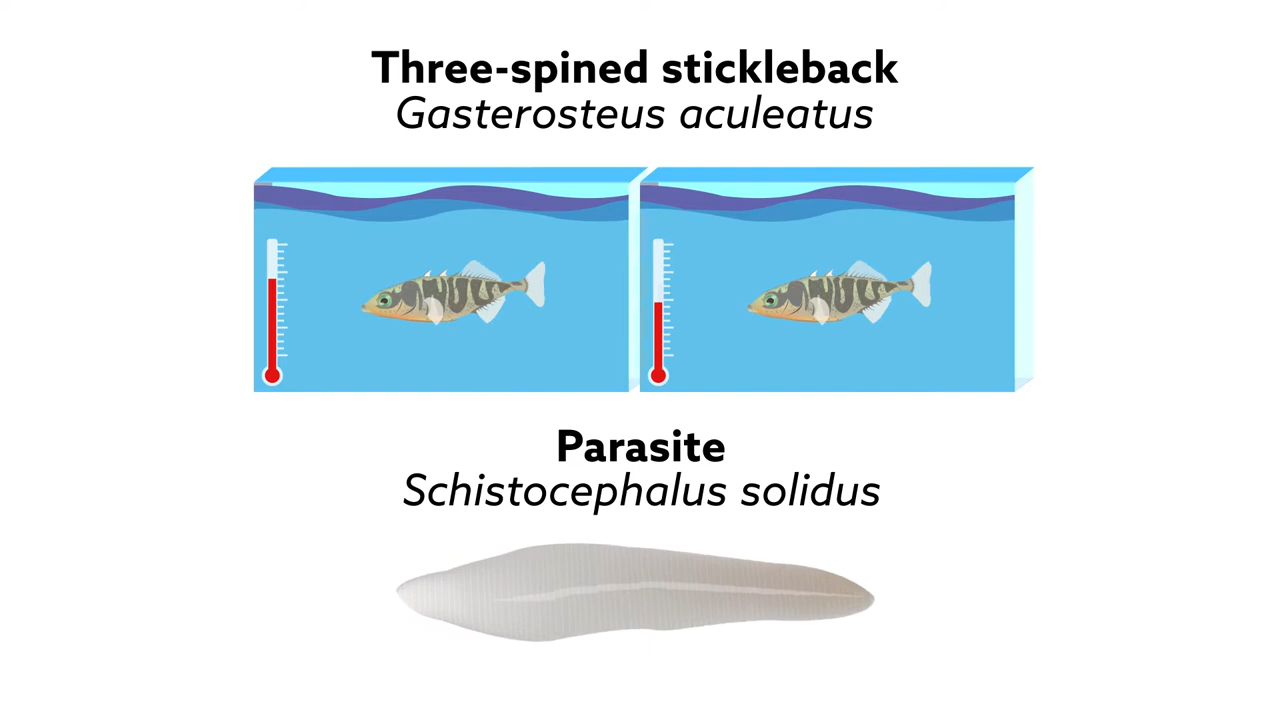 Three-spined stickleback
Gasterosteus aculeatus
Parasite
Schistocephalus solidus